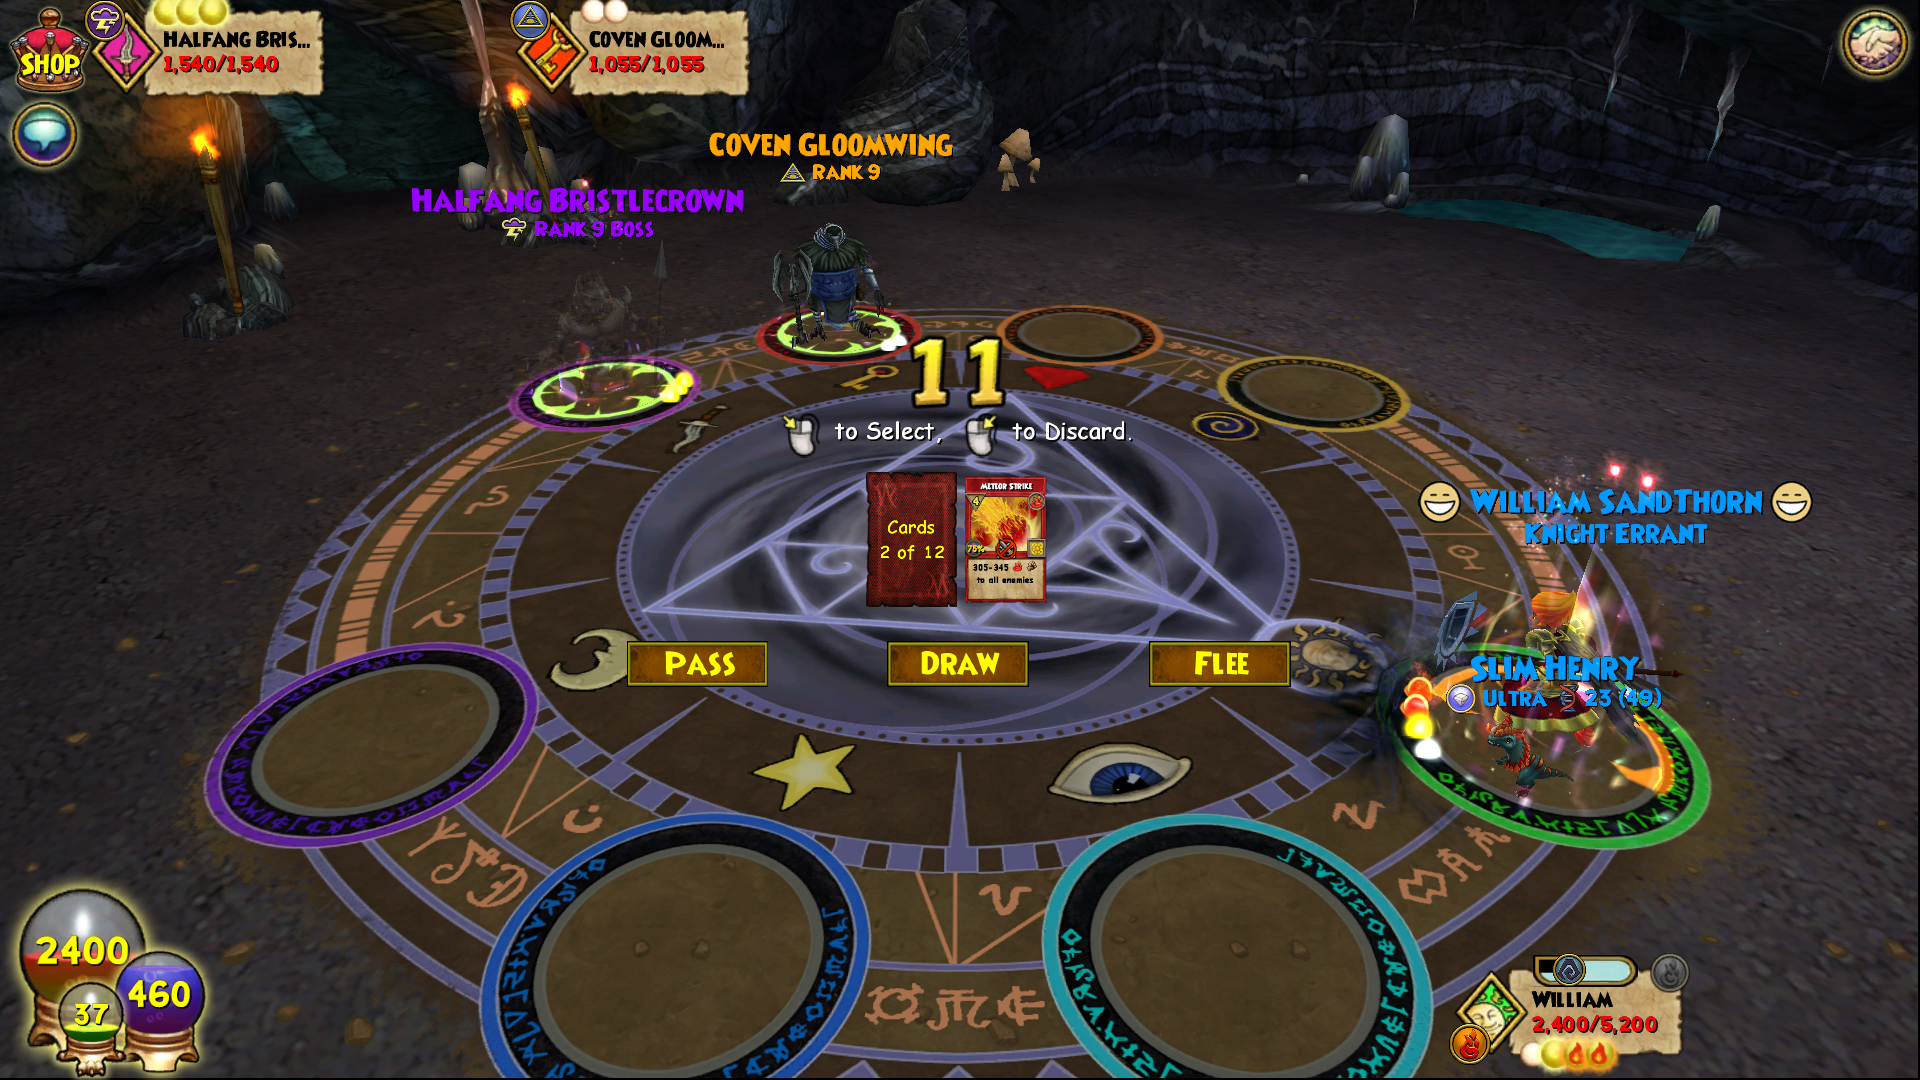 SHOP
HALFANG BRIS...
1,540/1,540
COVEN GLOOM...
1,055/1,055
COVEN GLOOMWING
RANK 9
HALFANG BRISTLECROWN
RANK 9 BOSS
11
to Select,
to Discard.
Cards
2 of 12
METEOR STRIKE
4
75%
305-345
to all enemies
PASS
DRAW
FLEE
WILLIAM SANDTHORN
KNIGHT ERRANT
SLIM HENRY
ULTRA 23 (49)
2400
460
37
WILLIAM
2,400/5,200